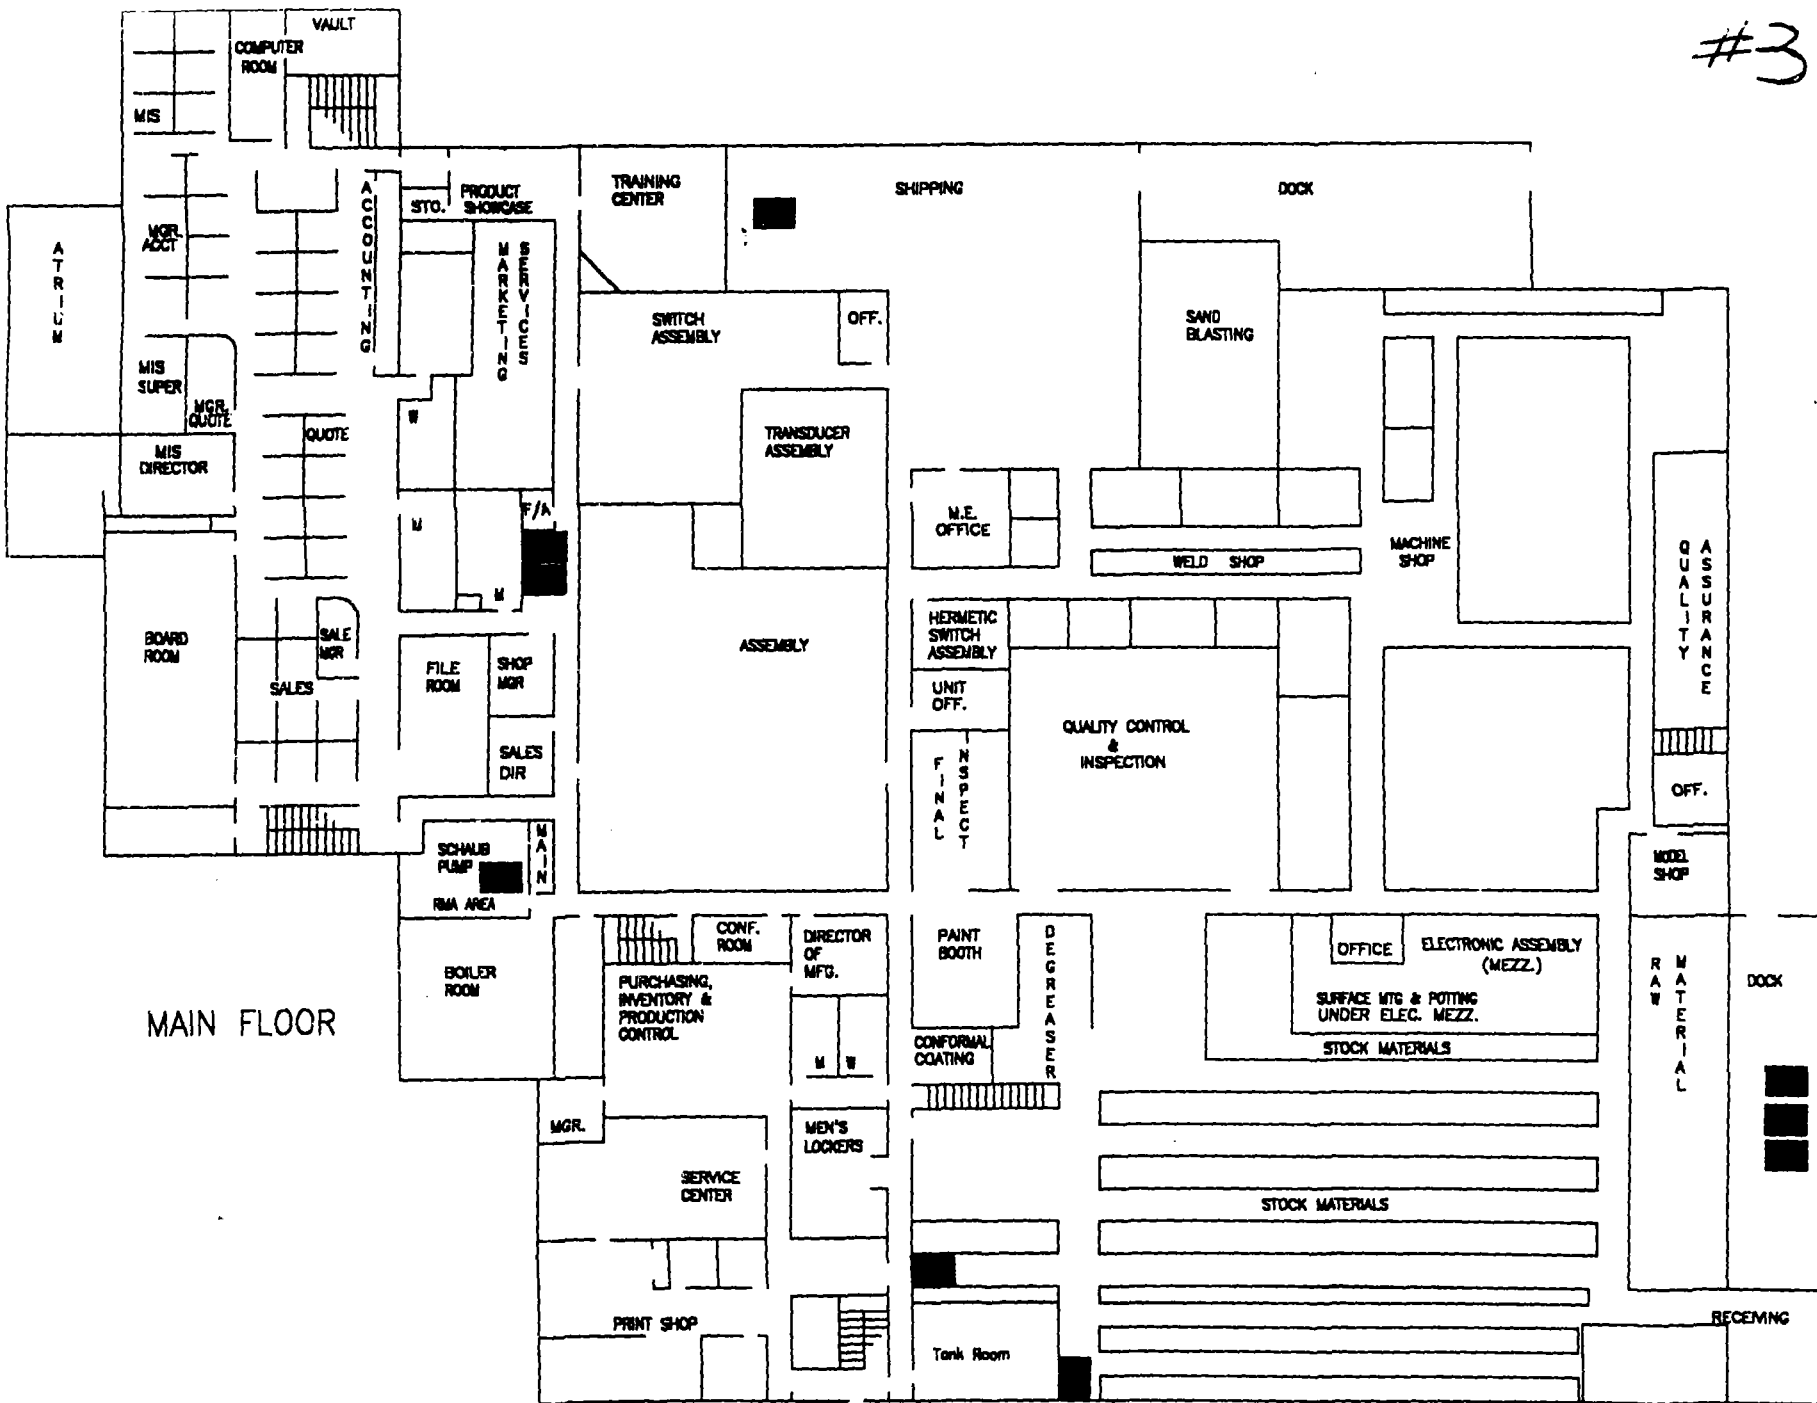 #3
VAULT
COMPUTER
ROOM
MIS
ACCOUNTING
STO.
PRODUCT
SHOWCASE
TRAINING
CENTER
SHIPPING
DOCK
ATRIUM
MGR.
ACCT
MARKETING
SERVICES
SWITCH
ASSEMBLY
OFF.
SAND
BLASTING
MIS
SUPER
MGR.
QUOTE
W
QUOTE
TRANSDUCER
ASSEMBLY
MIS
DIRECTOR
M
F/A
M.E.
OFFICE
MACHINE
SHOP
WELD SHOP
QUALITY
ASSURANCE
M
BOARD
ROOM
SALE
MGR
SALES
FILE
ROOM
SHOP
MGR
ASSEMBLY
HERMETIC
SWITCH
ASSEMBLY
UNIT
OFF.
QUALITY CONTROL
&
INSPECTION
SALES
DIR
FINAL
INSPECT
OFF.
SCHAUB
PUMP
MAIN
RMA AREA
MODEL
SHOP
BOILER
ROOM
CONF.
ROOM
DIRECTOR
OF
MFG.
PAINT
BOOTH
DEGREASER
OFFICE
ELECTRONIC ASSEMBLY
(MEZZ.)
SURFACE MTG & POTTING
UNDER ELEC. MEZZ.
STOCK MATERIALS
RAW
MATERIAL
DOCK
MAIN FLOOR
PURCHASING,
INVENTORY &
PRODUCTION
CONTROL
M W
CONFORMAL
COATING
MGR.
MEN'S
LOCKERS
SERVICE
CENTER
STOCK MATERIALS
PRINT SHOP
Tank Room
RECEIVING